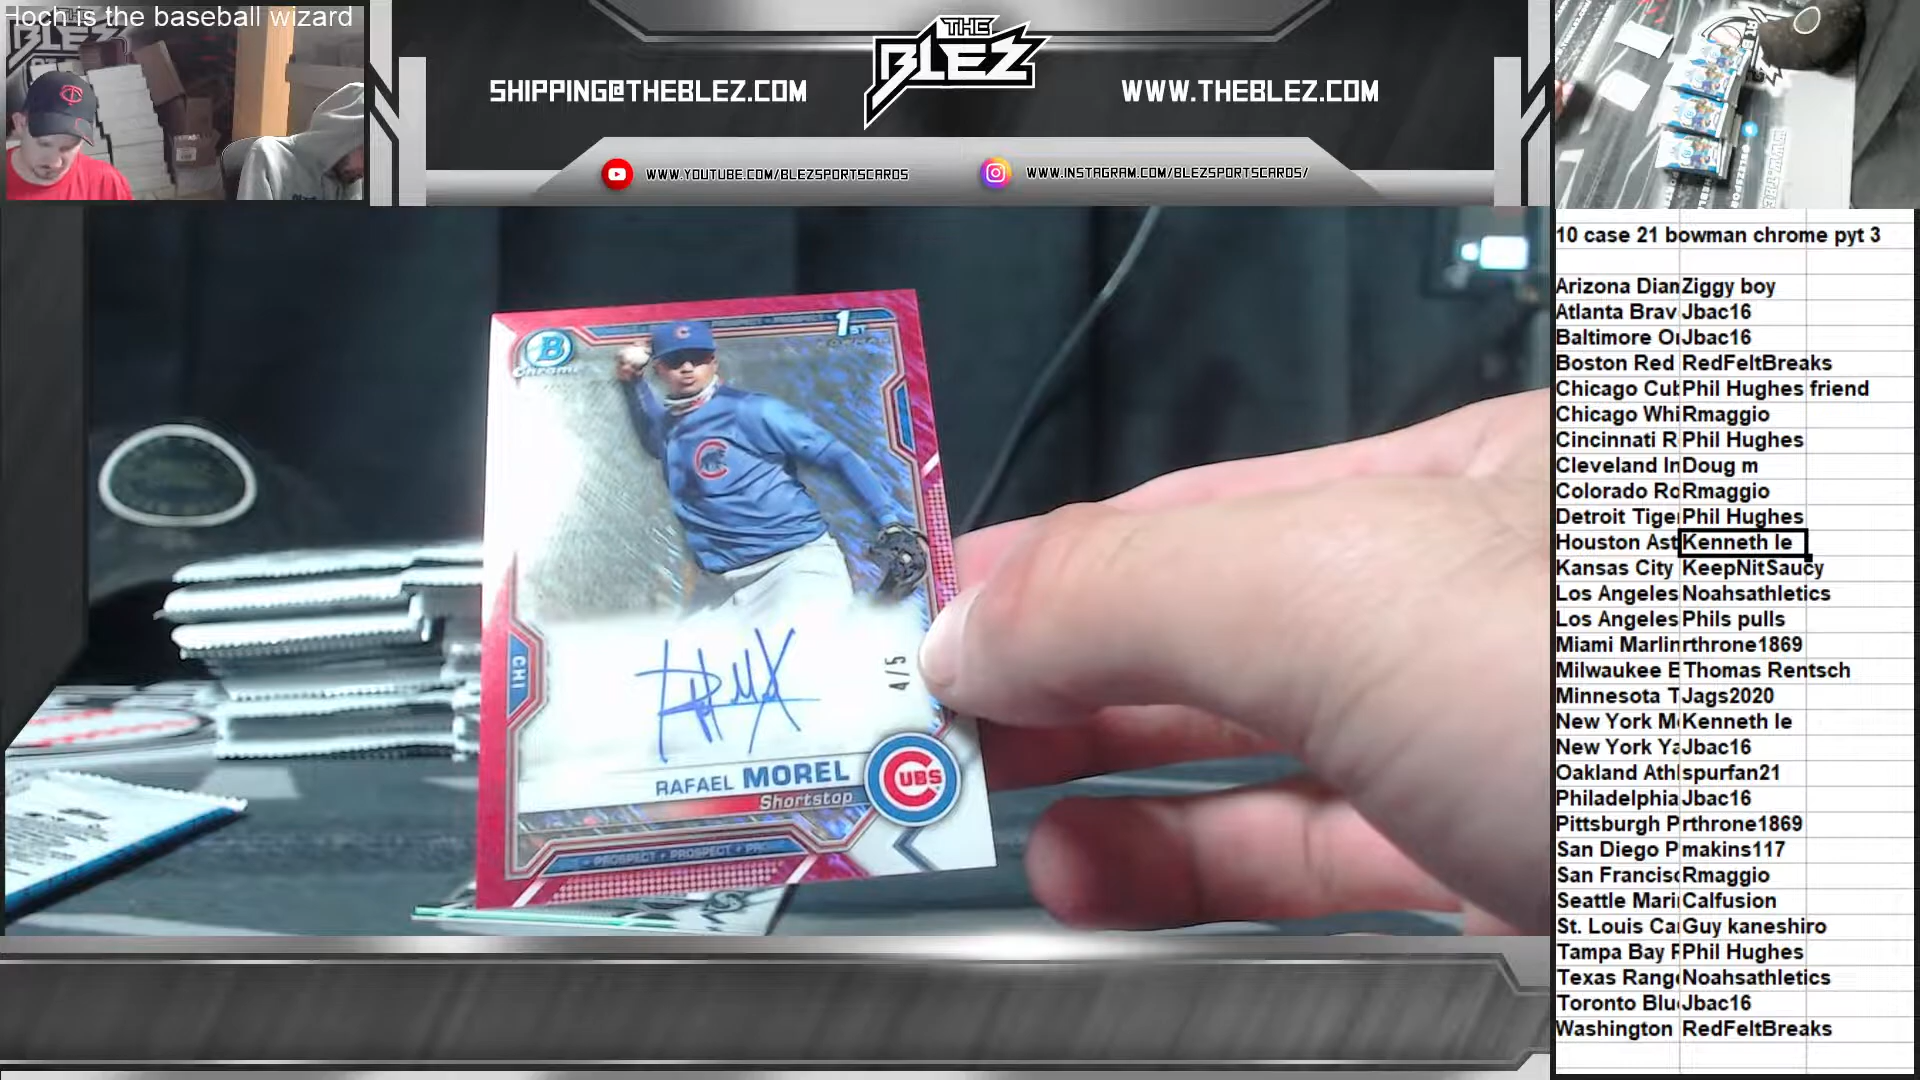 Hoch is the baseball wizard
THE
BLEZ
SHIPPING@THEBLEZ.COM
WWW.THEBLEZ.COM
WWW.YOUTUBE.COM/BLEZSPORTSCARDS
WWW.INSTAGRAM.COM/BLEZSPORTSCARDS/
10 case 21 bowman chrome pyt 3
Arizona Dian Ziggy boy
Atlanta Brav Jbac16
Baltimore Or Jbac16
Boston Red RedFeltBreaks
Chicago Cub Phil Hughes friend
Chicago Whi Rmaggio
Cincinnati R Phil Hughes
Cleveland In Doug m
Colorado Ro Rmaggio
Detroit Tiger Phil Hughes
Houston Ast Kenneth le
Kansas City KeepNitSaucy
Los Angeles Noahsathletics
Los Angeles Phils pulls
Miami Marlin rthrone1869
Milwaukee B Thomas Rentsch
Minnesota T Jags2020
New York Me Kenneth le
New York Ya Jbac16
Oakland Athl spurfan21
Philadelphia Jbac16
Pittsburgh P rthrone1869
San Diego P makins117
San Francisc Rmaggio
Seattle Mari Calfusion
St. Louis Car Guy kaneshiro
Tampa Bay R Phil Hughes
Texas Range Noahsathletics
Toronto Blue Jbac16
Washington RedFeltBreaks
PROSPECT
1ST
BOWMAN
B
Chrome
C
CHI
4/5
RAFAEL MOREL
Shortstop
CUBS
PROSPECT • PROSPECT • PR